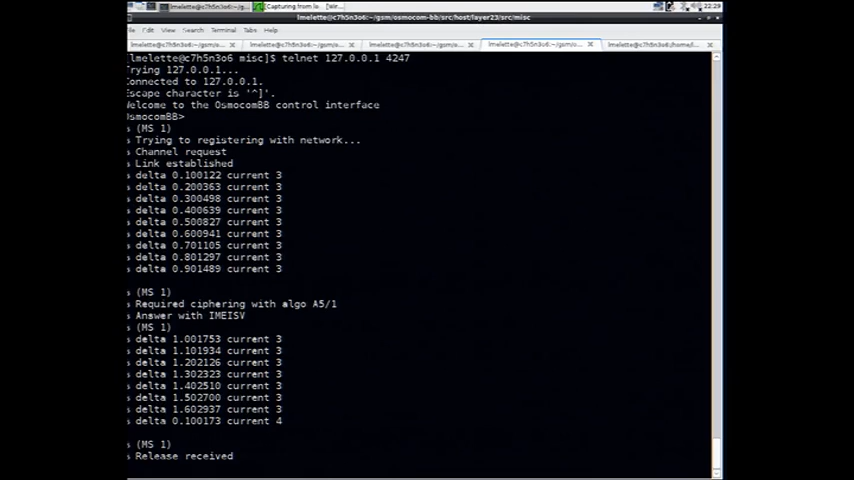 lmelette@c7h5n3o6:~/gsm/o
Capturing from lo [Wir
22:29
lmelette@c7h5n3o6:~/gsm/osmocom-bb/src/host/layer23/src/misc
Edit View Search Terminal Tabs Help
lmelette@c7h5n3o6:~/gsm/o... lmelette@c7h5n3o6:~/gsm/o... lmelette@c7h5n3o6:~/gsm/o... lmelette@c7h5n3o6:~/gsm/o... lmelette@c7h5n3o6:/home/l...
[lmelette@c7h5n3o6 misc]$ telnet 127.0.0.1 4247
Trying 127.0.0.1...
Connected to 127.0.0.1.
Escape character is '^]'.
Welcome to the OsmocomBB control interface
OsmocomBB>
% (MS 1)
% Trying to registering with network...
% Channel request
% Link established
% delta 0.100122 current 3
% delta 0.200363 current 3
% delta 0.300498 current 3
% delta 0.400639 current 3
% delta 0.500827 current 3
% delta 0.600941 current 3
% delta 0.701105 current 3
% delta 0.801297 current 3
% delta 0.901489 current 3
% (MS 1)
% Required ciphering with algo A5/1
% Answer with IMEISV
% (MS 1)
% delta 1.001753 current 3
% delta 1.101934 current 3
% delta 1.202126 current 3
% delta 1.302323 current 3
% delta 1.402510 current 3
% delta 1.502700 current 3
% delta 1.602937 current 3
% delta 0.100173 current 4
% (MS 1)
% Release received